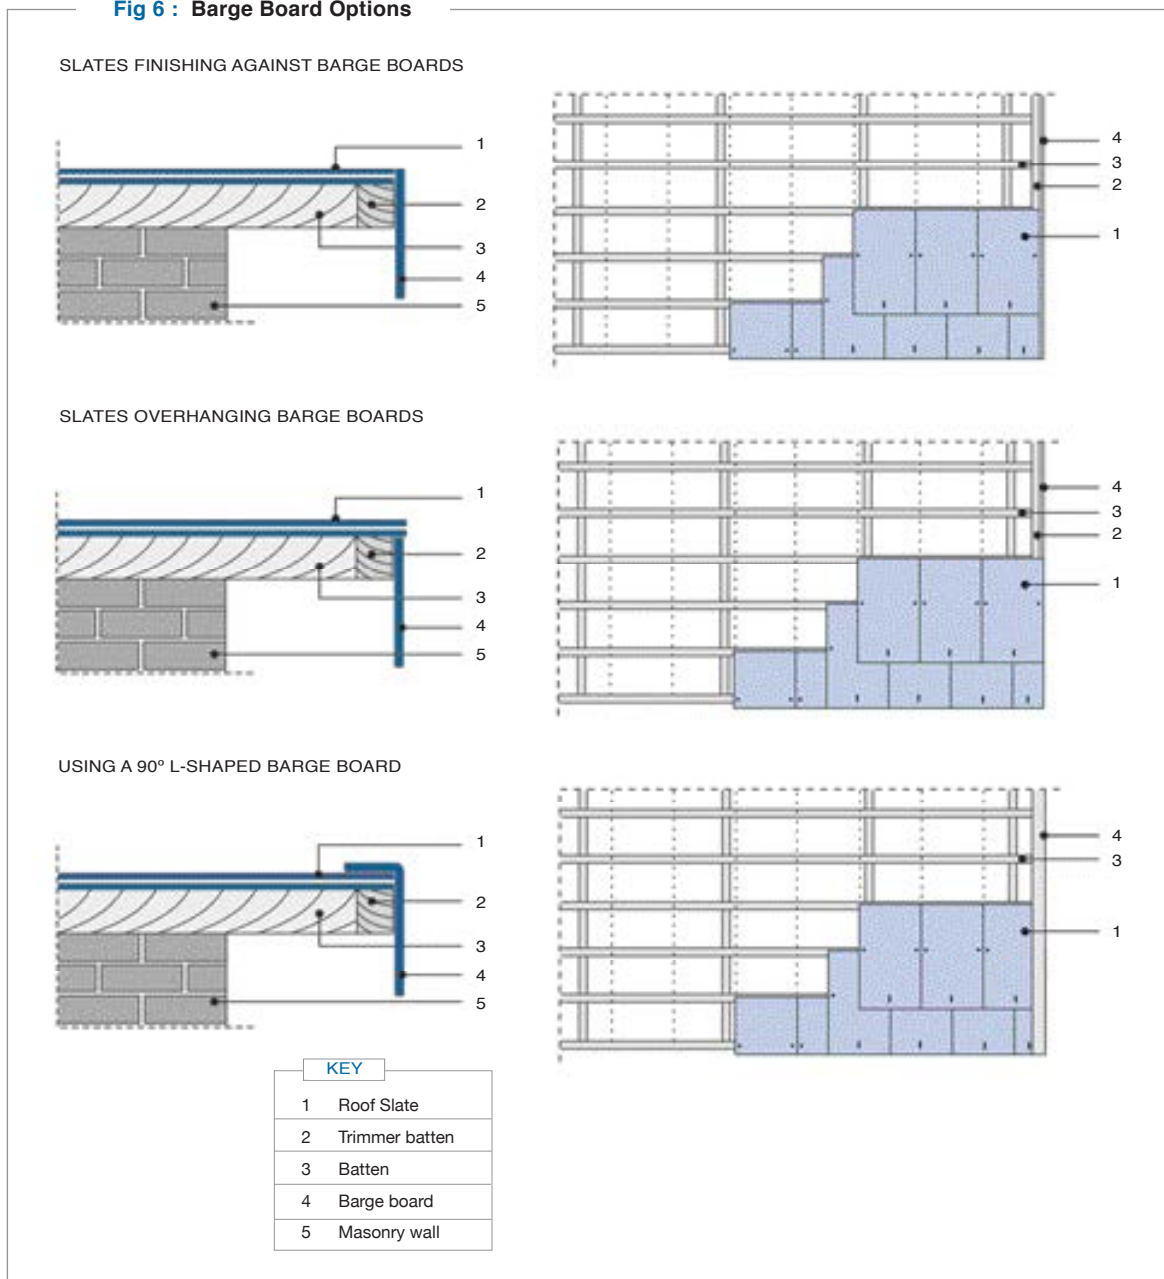 Fig 6 : Barge Board Options
SLATES FINISHING AGAINST BARGE BOARDS
1
2
3
4
5
4
3
2
1
SLATES OVERHANGING BARGE BOARDS
1
2
3
4
5
4
3
2
1
USING A 90º L-SHAPED BARGE BOARD
1
2
3
4
5
4
3
1
KEY
1 Roof Slate
2 Trimmer batten
3 Batten
4 Barge board
5 Masonry wall